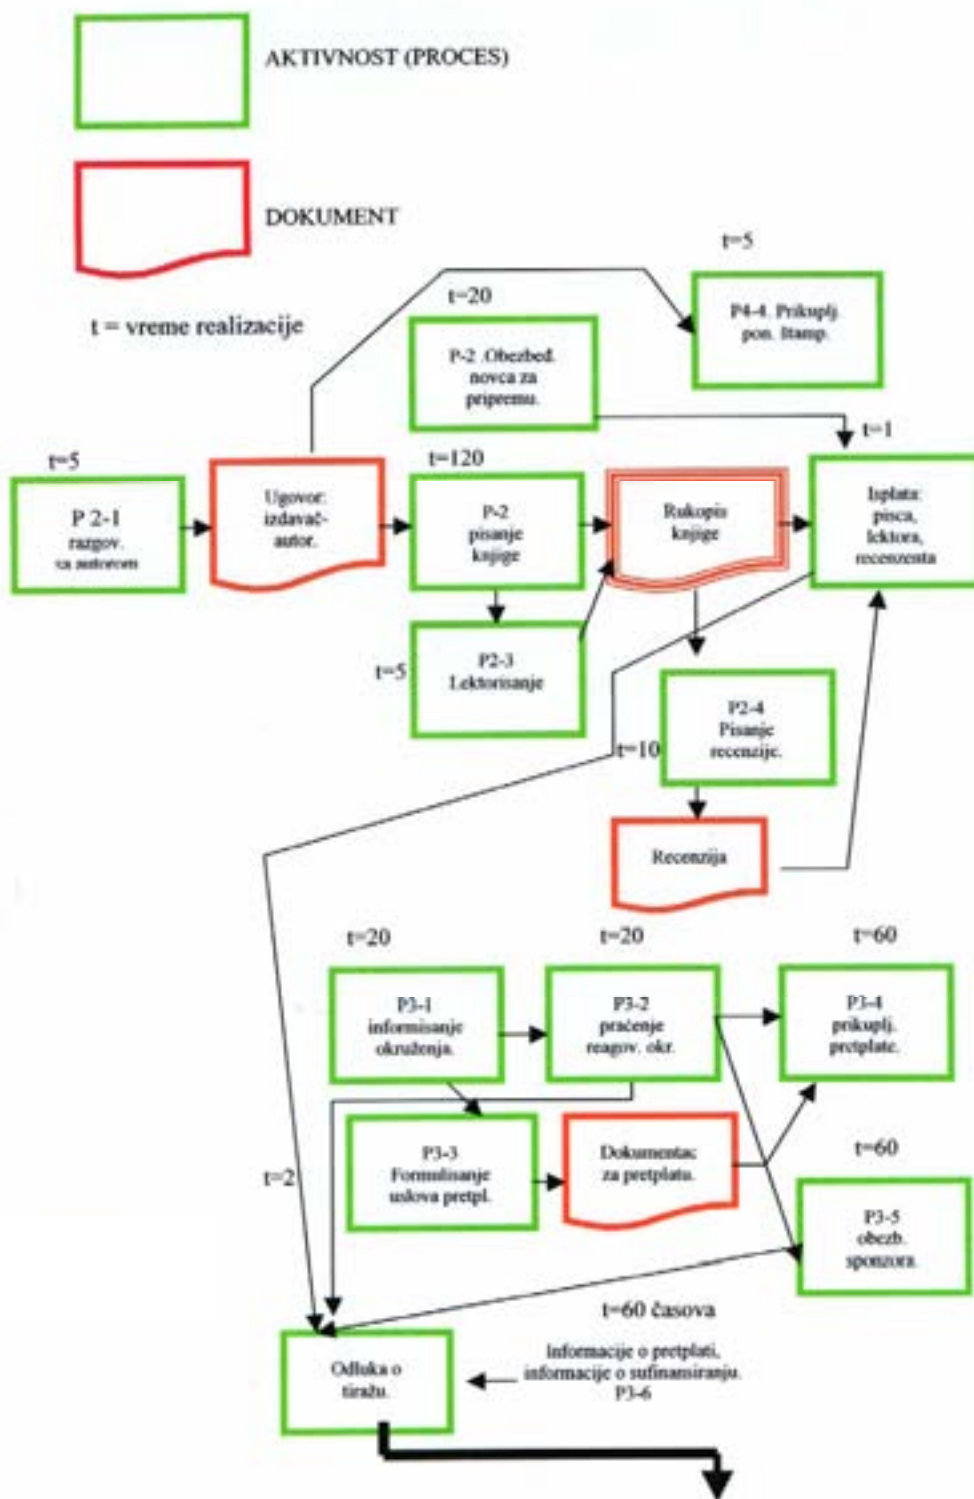 AKTIVNOST (PROCES)
DOKUMENT
t = vreme realizacije
t=5
P4-4. Prikuplj.
pon. Itamp.
t=20
P-2 .Obezbed.
novca za
pripremu.
t=5
P 2-1
razgov.
sa autorom
Ugovor:
izdavač-
autor.
t=120
P-2
pisanje
knjige
Rukopis
knjige
t=1
Isplata:
pisca,
lektora,
recenzenta
t=5
P2-3
Lektorisanje
t=10
P2-4
Pisanje
recenzije.
Recenzija
t=20
P3-1
informisanje
okruženja.
t=20
P3-2
praćenje
reagov. okr.
t=60
P3-4
prikuplj.
pretplate.
t=2
P3-3
Formulisanje
uslova pretpl.
Dokumentac
za pretplatu.
t=60
P3-5
obezb.
sponzora.
t=60 časova
Odluka o
tiražu.
Informacije o pretplati,
informacije o sufinansiranju.
P3-6